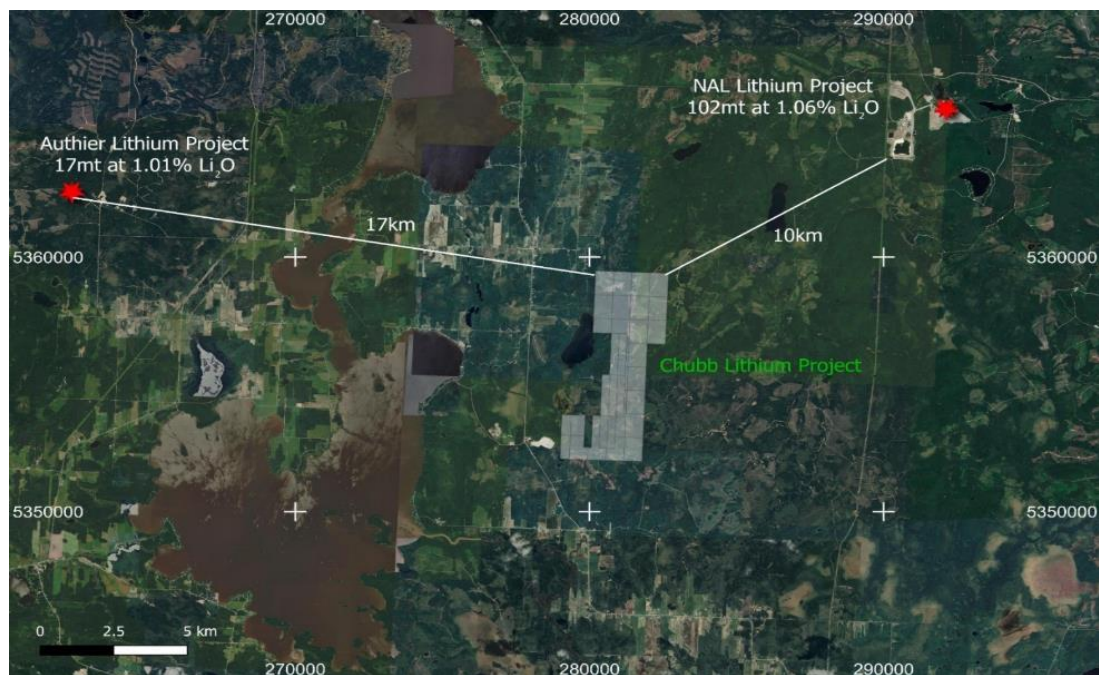 270000 280000 290000
NAL Lithium Project
102mt at 1.06% Li₂O
Authier Lithium Project
17mt at 1.01% Li₂O
17km
10km
5360000 5360000
Chubb Lithium Project
5350000 5350000
0 2.5 5 km
270000 280000 290000